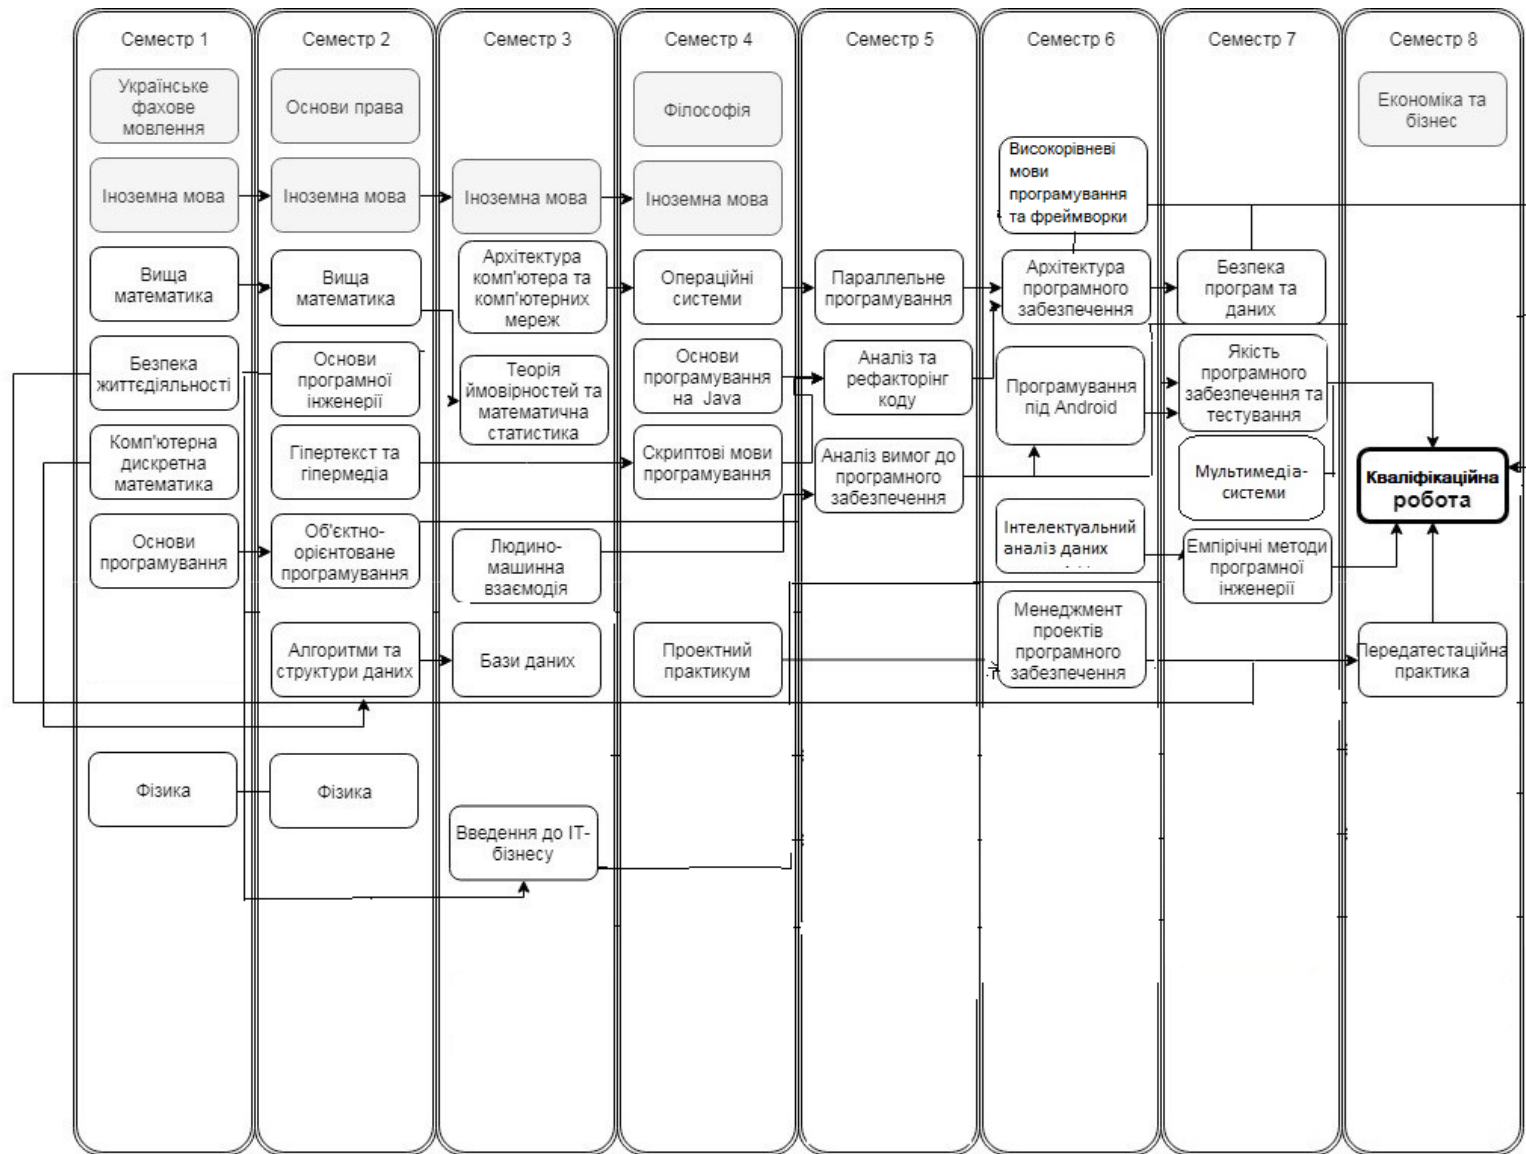 Семестр 1
Українське
фахове
мовлення
Іноземна мова
Вища
математика
Безпека
життєдіяльності
Комп'ютерна
дискретна
математика
Основи
програмування
Фізика
Семестр 2
Основи права
Іноземна мова
Вища
математика
Основи
програмної
інженерії
Гіпертекст та
гіпермедіа
Об'єктно-
орієнтоване
програмування
Алгоритми та
структури даних
Фізика
Семестр 3
Іноземна мова
Архітектура
комп'ютера та
комп'ютерних
мереж
Теорія
ймовірностей та
математична
статистика
Людино-
машинна
взаємодія
Бази даних
Введення до ІТ-
бізнесу
Семестр 4
Філософія
Іноземна мова
Операційні
системи
Основи
програмування
на Java
Скриптові мови
програмування
Проектний
практикум
Семестр 5
Параллельне
програмування
Аналіз та
рефакторінг
коду
Аналіз вимог до
програмного
забезпечення
Семестр 6
Високорівневі
мови
програмування
та фреймворки
Архітектура
програмного
забезпечення
Програмування
під Android
Інтелектуальний
аналіз даних
Менеджмент
проектів
програмного
забезпечення
Семестр 7
Безпека
програм та
даних
Якість
програмного
забезпечення та
тестування
Мультимедіа-
системи
Емпірічні методи
програмної
інженерії
Семестр 8
Економіка та
бізнес
Кваліфікаційна
робота
Передатестаційна
практика